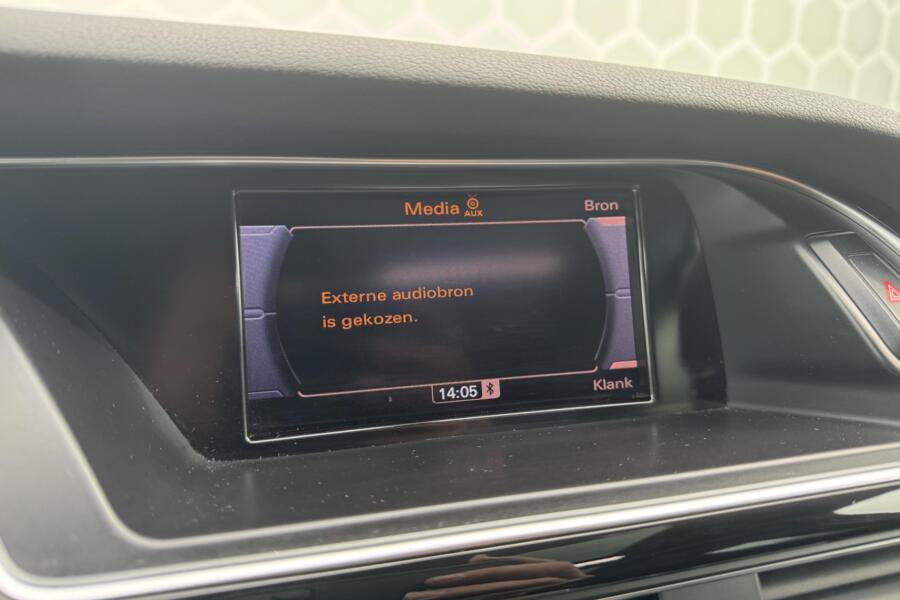 Media AUX
Bron
Externe audiobron
is gekozen.
14:05
Klank